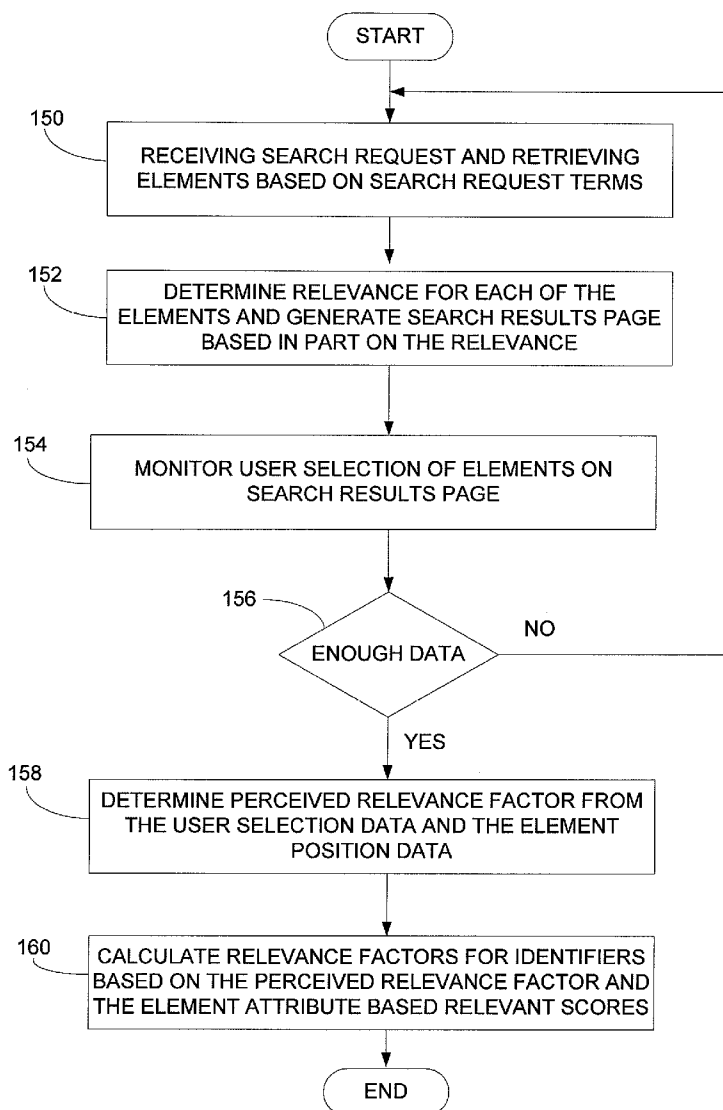 START
150
RECEIVING SEARCH REQUEST AND RETRIEVING
ELEMENTS BASED ON SEARCH REQUEST TERMS
152
DETERMINE RELEVANCE FOR EACH OF THE
ELEMENTS AND GENERATE SEARCH RESULTS PAGE
BASED IN PART ON THE RELEVANCE
154
MONITOR USER SELECTION OF ELEMENTS ON
SEARCH RESULTS PAGE
156
ENOUGH DATA
NO
YES
158
DETERMINE PERCEIVED RELEVANCE FACTOR FROM
THE USER SELECTION DATA AND THE ELEMENT
POSITION DATA
160
CALCULATE RELEVANCE FACTORS FOR IDENTIFIERS
BASED ON THE PERCEIVED RELEVANCE FACTOR AND
THE ELEMENT ATTRIBUTE BASED RELEVANT SCORES
END